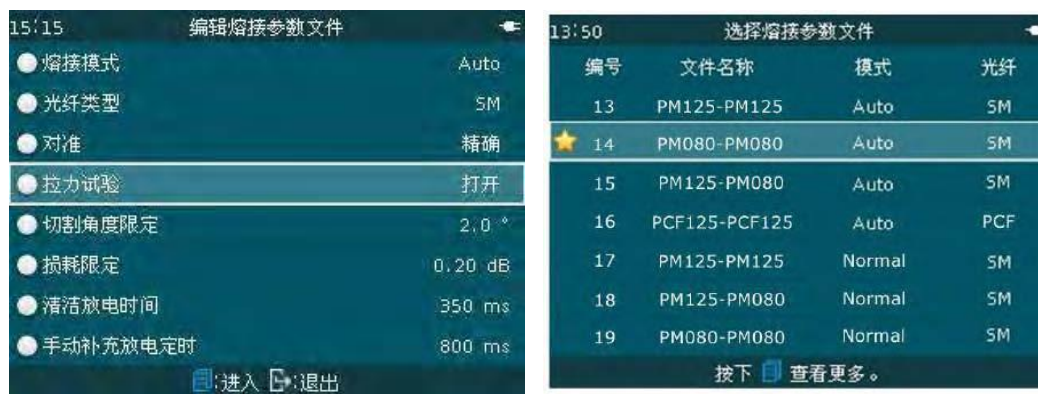 15:15 编辑熔接参数文件
熔接模式 Auto
光纤类型 SM
对准 精确
拉力试验 打开
切割角度限定 2.0 °
损耗限定 0.20 dB
清洁放电时间 350 ms
手动补充放电定时 800 ms
:进入 :退出
13:50 选择熔接参数文件
编号 文件名称 模式 光纤
13 PM125-PM125 Auto SM
14 PM080-PM080 Auto SM
15 PM125-PM080 Auto SM
16 PCF125-PCF125 Auto PCF
17 PM125-PM125 Normal SM
18 PM125-PM080 Normal SM
19 PM080-PM080 Normal SM
按下 查看更多。